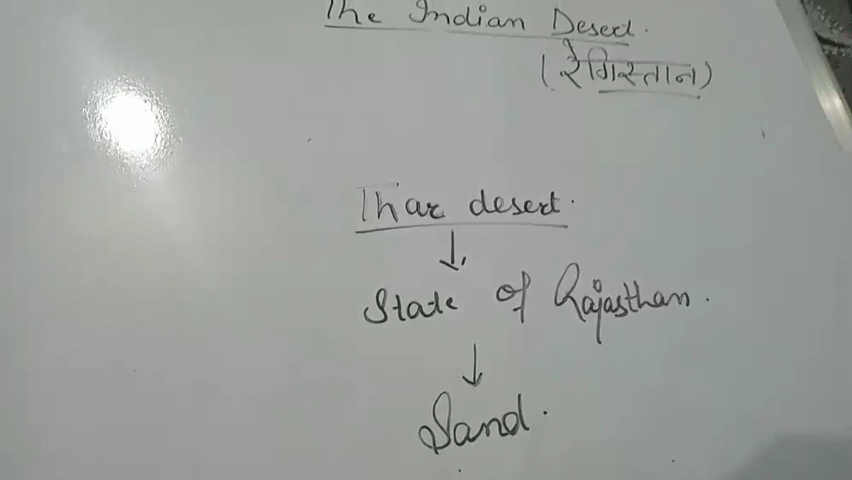 The Indian Desert.
(रेगिस्तान)
Thar desert.
↓
State of Rajasthan.
↓
Sand.